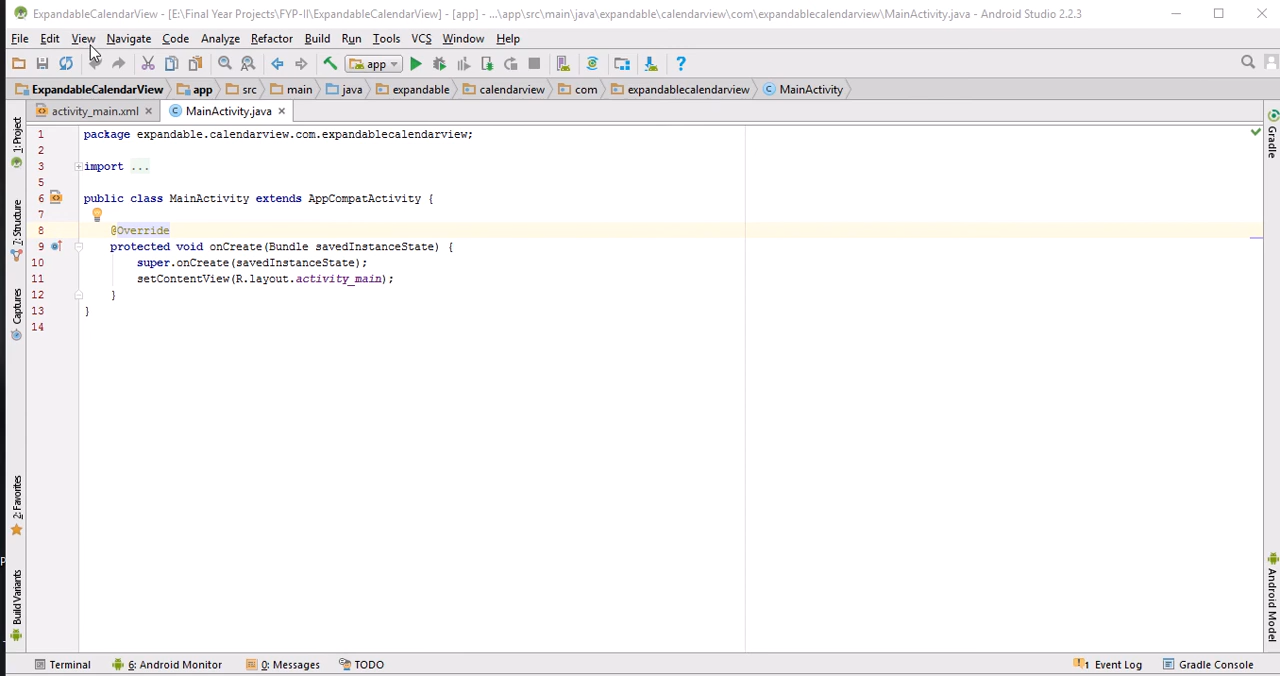 ExpandableCalendarView - [E:\Final Year Projects\FYP-II\ExpandableCalendarView] - [app] - ...\app\src\main\java\expandable\calendarview\com\expandablecalendarview\MainActivity.java - Android Studio 2.2.3
File Edit View Navigate Code Analyze Refactor Build Run Tools VCS Window Help
app
ExpandableCalendarView app src main java expandable calendarview com expandablecalendarview MainActivity
activity_main.xml MainActivity.java
1 package expandable.calendarview.com.expandablecalendarview;
2
3 import ...
5
6 public class MainActivity extends AppCompatActivity {
7
8 @Override
9 protected void onCreate(Bundle savedInstanceState) {
10 super.onCreate(savedInstanceState);
11 setContentView(R.layout.activity_main);
12 }
13 }
14
1: Project
7: Structure
Captures
2: Favorites
Build Variants
Gradle
Android Model
Terminal 6: Android Monitor 0: Messages TODO 1 Event Log Gradle Console